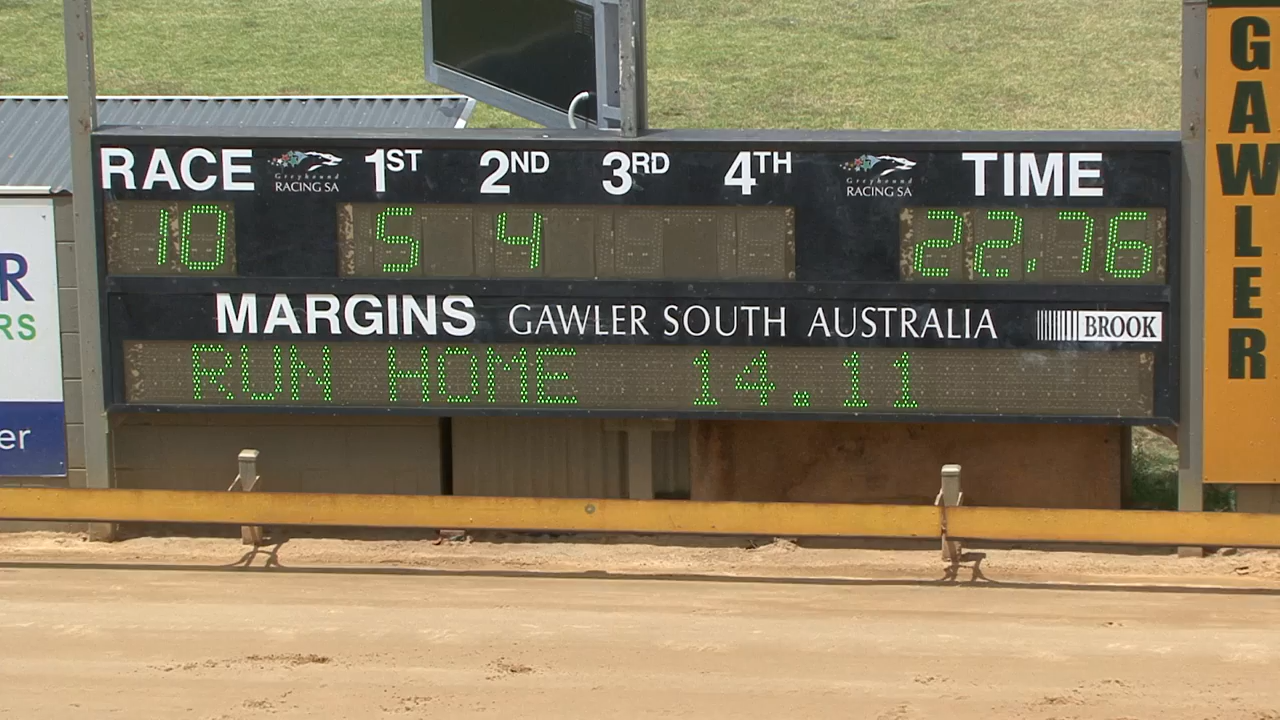 GAWLER
RACE 1ST 2ND 3RD 4TH TIME
Greyhound RACING SA
Greyhound RACING SA
10 5 4 22.76
MARGINS GAWLER SOUTH AUSTRALIA BROOK
RUN HOME 14.11
R
RS
er